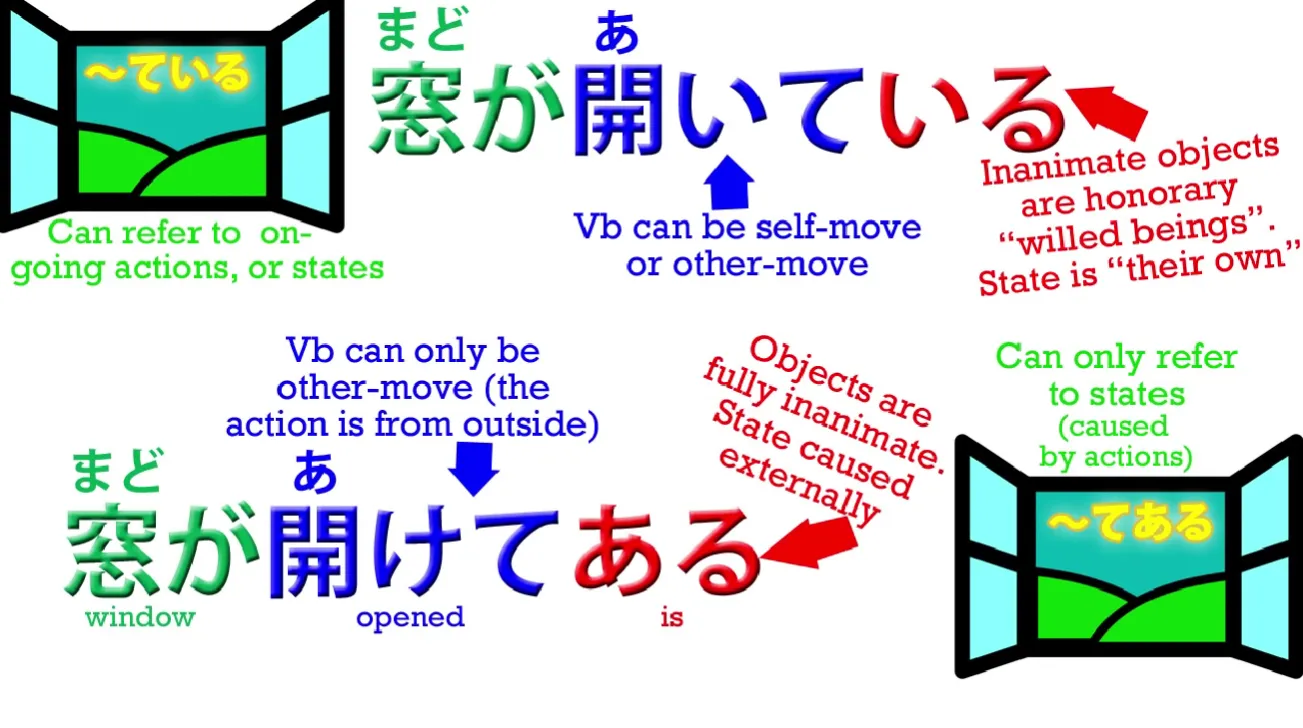 ～ている
Can refer to on-
going actions, or states
まど あ
窓が開いている
Vb can be self-move
or other-move
Inanimate objects
are honorary
“willed beings”.
State is “their own”
Vb can only be
other-move (the
action is from outside)
まど あ
窓が開けてある
window opened is
Objects are
fully inanimate.
State caused
externally
Can only refer
to states
(caused
by actions)
～てある